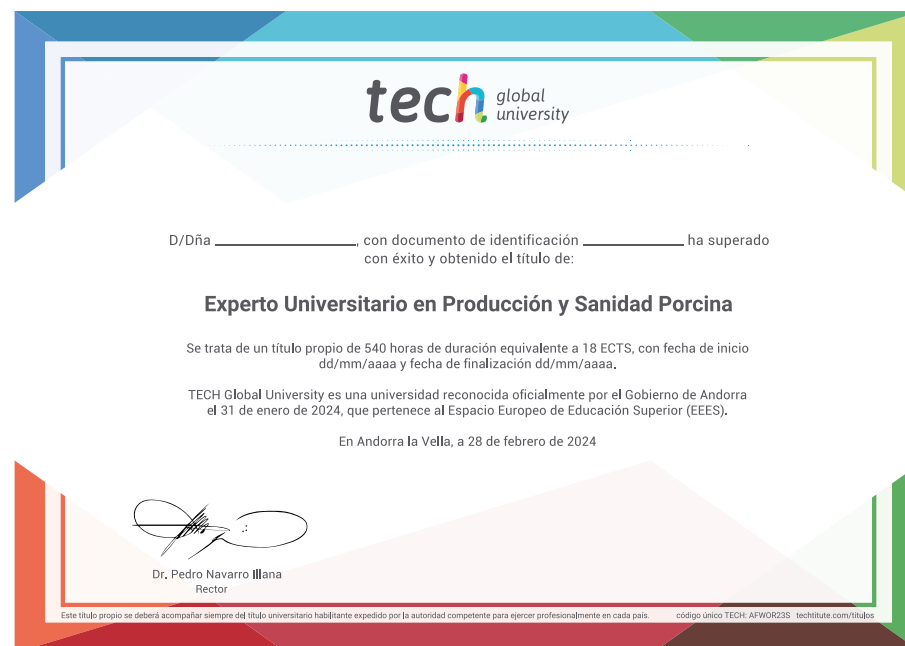 tech global university
D/Dña ________________, con documento de identificación ____________ ha superado
con éxito y obtenido el título de:
Experto Universitario en Producción y Sanidad Porcina
Se trata de un título propio de 540 horas de duración equivalente a 18 ECTS, con fecha de inicio
dd/mm/aaaa y fecha de finalización dd/mm/aaaa.
TECH Global University es una universidad reconocida oficialmente por el Gobierno de Andorra
el 31 de enero de 2024, que pertenece al Espacio Europeo de Educación Superior (EEES).
En Andorra la Vella, a 28 de febrero de 2024
Dr. Pedro Navarro Illana
Rector
Este título propio se deberá acompañar siempre del título universitario habilitante expedido por la autoridad competente para ejercer profesionalmente en cada país. código único TECH: AFWOR23S techtitute.com/titulos